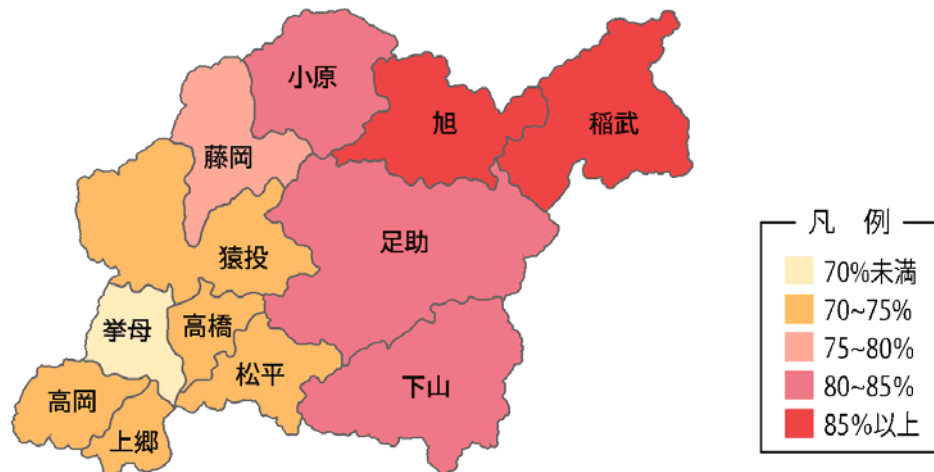 小原
旭
稲武
藤岡
足助
猿投
挙母
高橋
松平
下山
高岡
上郷
凡 例
70%未満
70~75%
75~80%
80~85%
85%以上